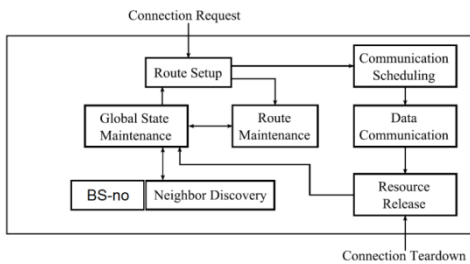 Connection Request
Route Setup
Communication
Scheduling
Global State
Maintenance
Route
Maintenance
Data
Communication
BS-no
Neighbor Discovery
Resource
Release
Connection Teardown